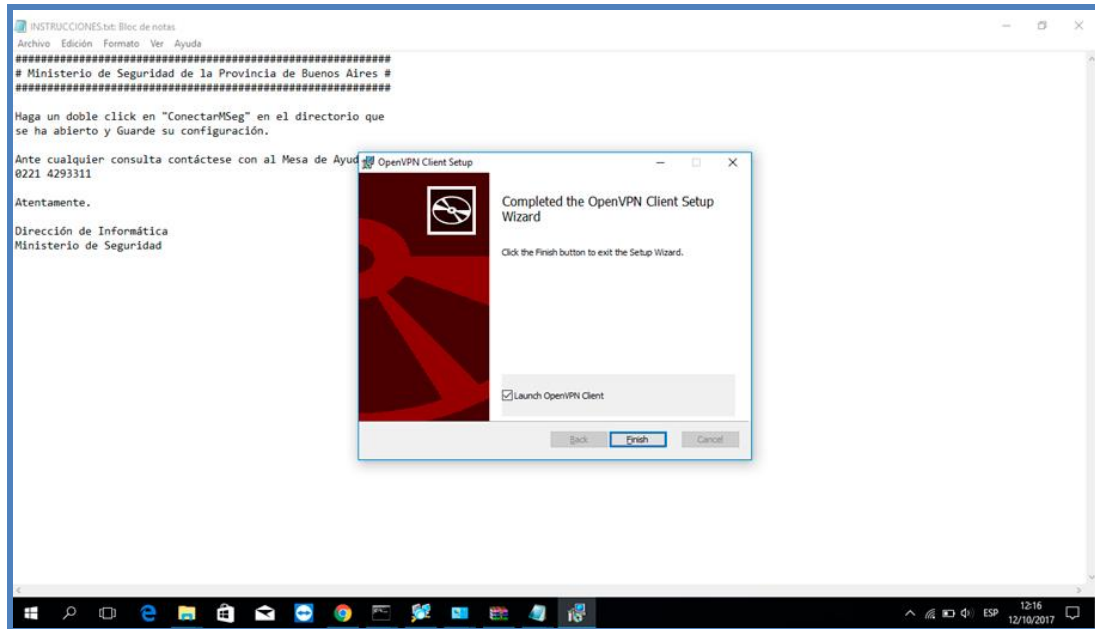 INSTRUCCIONES.txt: Bloc de notas
Archivo Edición Formato Ver Ayuda
###########################################################
# Ministerio de Seguridad de la Provincia de Buenos Aires #
###########################################################
Haga un doble click en "ConectarMSeg" en el directorio que
se ha abierto y Guarde su configuración.
Ante cualquier consulta contáctese con al Mesa de Ayud
0221 4293311
Atentamente.
Dirección de Informática
Ministerio de Seguridad
OpenVPN Client Setup
Completed the OpenVPN Client Setup
Wizard
Click the Finish button to exit the Setup Wizard.
Launch OpenVPN Client
Back Finish Cancel
ESP
12:16
12/10/2017